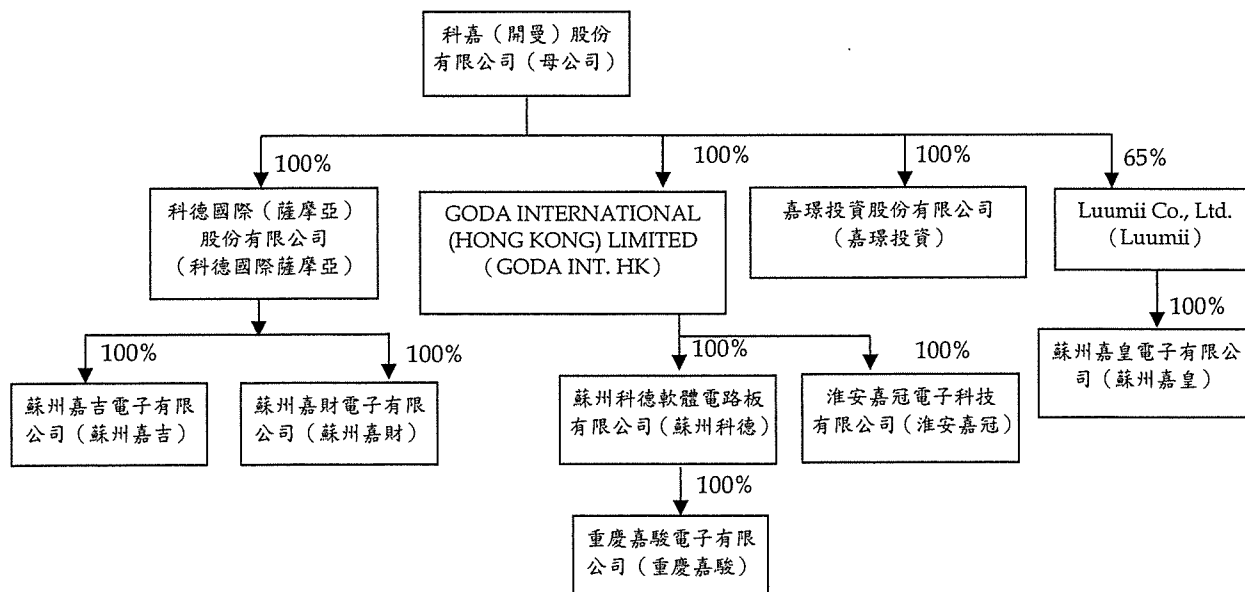 科嘉（開曼）股份
有限公司（母公司）
100%
100%
100%
65%
科德國際（薩摩亞）
股份有限公司
（科德國際薩摩亞）
GODA INTERNATIONAL
(HONG KONG) LIMITED
（GODA INT. HK）
嘉璟投資股份有限公司
（嘉璟投資）
Luumii Co., Ltd.
（Luumii）
100%
100%
100%
100%
100%
蘇州嘉吉電子有限
公司（蘇州嘉吉）
蘇州嘉財電子有限
公司（蘇州嘉財）
蘇州科德軟體電路板
有限公司（蘇州科德）
淮安嘉冠電子科技
有限公司（淮安嘉冠）
蘇州嘉皇電子有限公
司（蘇州嘉皇）
100%
重慶嘉駿電子有限
公司（重慶嘉駿）